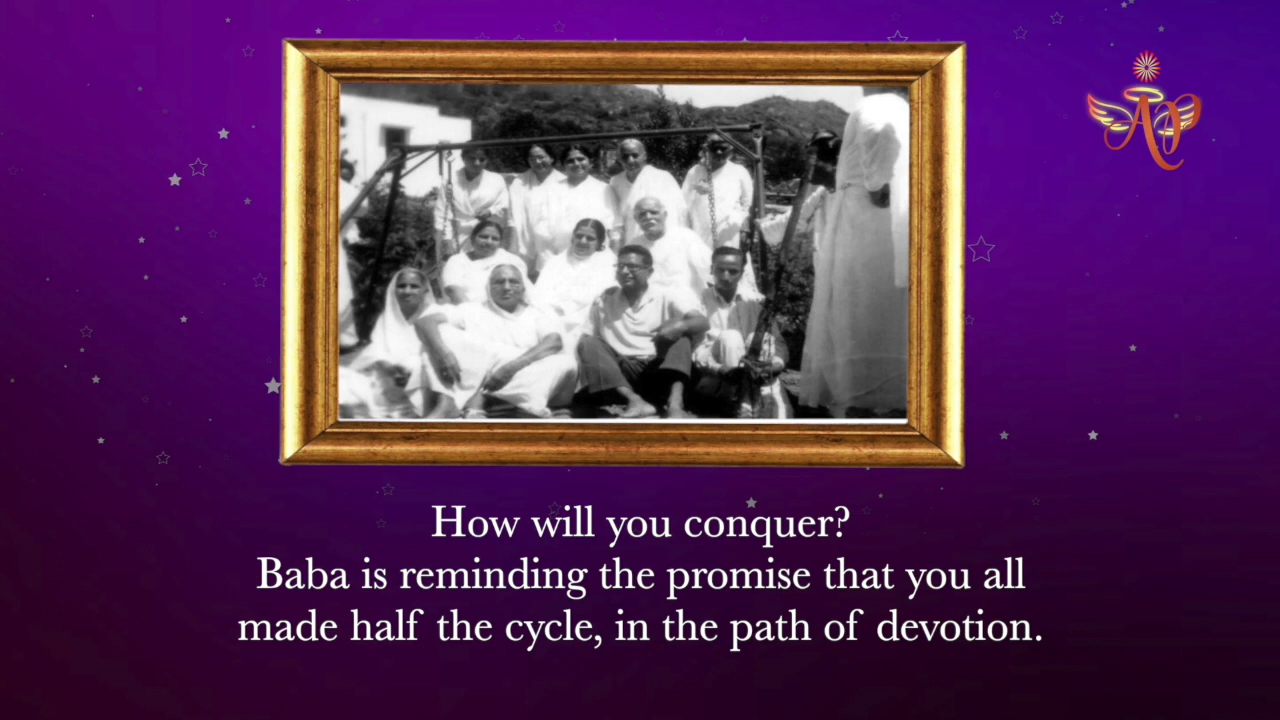 How will you conquer?
Baba is reminding the promise that you all
made half the cycle, in the path of devotion.